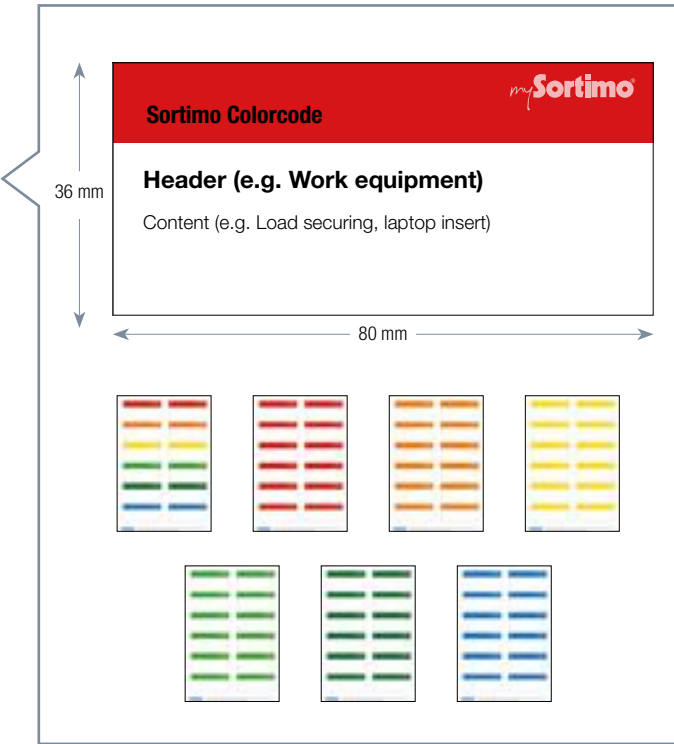 mySortimo®
Sortimo Colorcode
Header (e.g. Work equipment)
36 mm
Content (e.g. Load securing, laptop insert)
80 mm